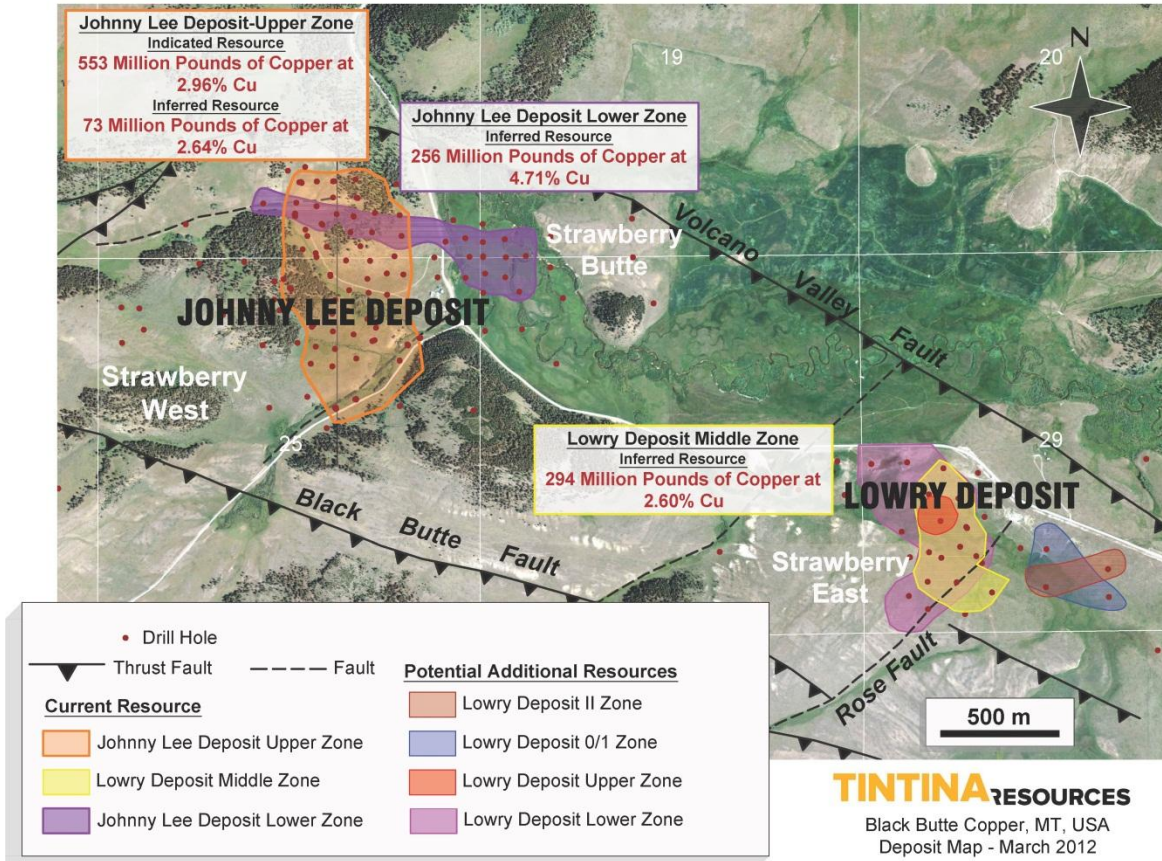 Johnny Lee Deposit-Upper Zone
Indicated Resource
553 Million Pounds of Copper at
2.96% Cu
Inferred Resource
73 Million Pounds of Copper at
2.64% Cu
Johnny Lee Deposit Lower Zone
Inferred Resource
256 Million Pounds of Copper at
4.71% Cu
19
20
N
Volcano Valley Fault
Strawberry
Butte
JOHNNY LEE DEPOSIT
Strawberry
West
25
Lowry Deposit Middle Zone
Inferred Resource
294 Million Pounds of Copper at
2.60% Cu
29
LOWRY DEPOSIT
Black Butte Fault
Strawberry
East
Rose Fault
500 m
Drill Hole
Thrust Fault
Fault
Current Resource
Johnny Lee Deposit Upper Zone
Lowry Deposit Middle Zone
Johnny Lee Deposit Lower Zone
Potential Additional Resources
Lowry Deposit II Zone
Lowry Deposit 0/1 Zone
Lowry Deposit Upper Zone
Lowry Deposit Lower Zone
TINTINA RESOURCES
Black Butte Copper, MT, USA
Deposit Map - March 2012